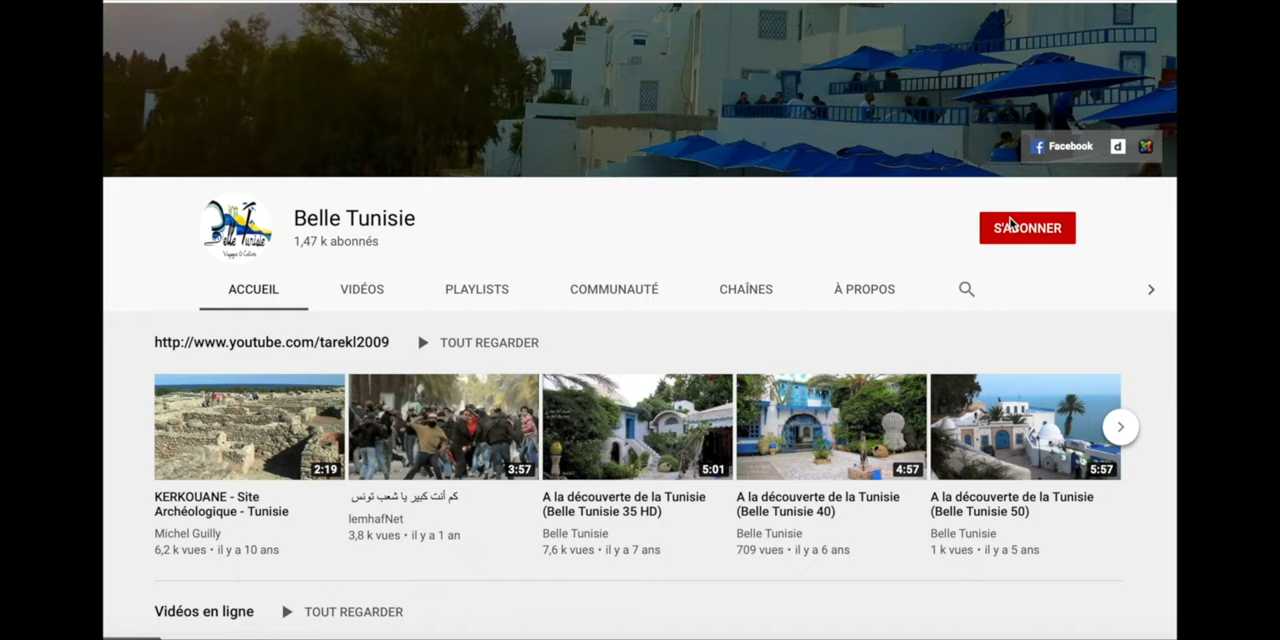 Facebook
d
Belle Tunisie
Belle Tunisie
1,47 k abonnés
S'ABONNER
ACCUEIL
VIDÉOS
PLAYLISTS
COMMUNAUTÉ
CHAÎNES
À PROPOS
http://www.youtube.com/tarekl2009
TOUT REGARDER
2:19
3:57
5:01
4:57
5:57
KERKOUANE - Site
Archéologique - Tunisie
Michel Guilly
6,2 k vues • il y a 10 ans
كم أنت كبير يا شعب تونس
lemhafNet
3,8 k vues • il y a 1 an
A la découverte de la Tunisie
(Belle Tunisie 35 HD)
Belle Tunisie
7,6 k vues • il y a 7 ans
A la découverte de la Tunisie
(Belle Tunisie 40)
Belle Tunisie
709 vues • il y a 6 ans
A la découverte de la Tunisie
(Belle Tunisie 50)
Belle Tunisie
1 k vues • il y a 5 ans
Vidéos en ligne
TOUT REGARDER